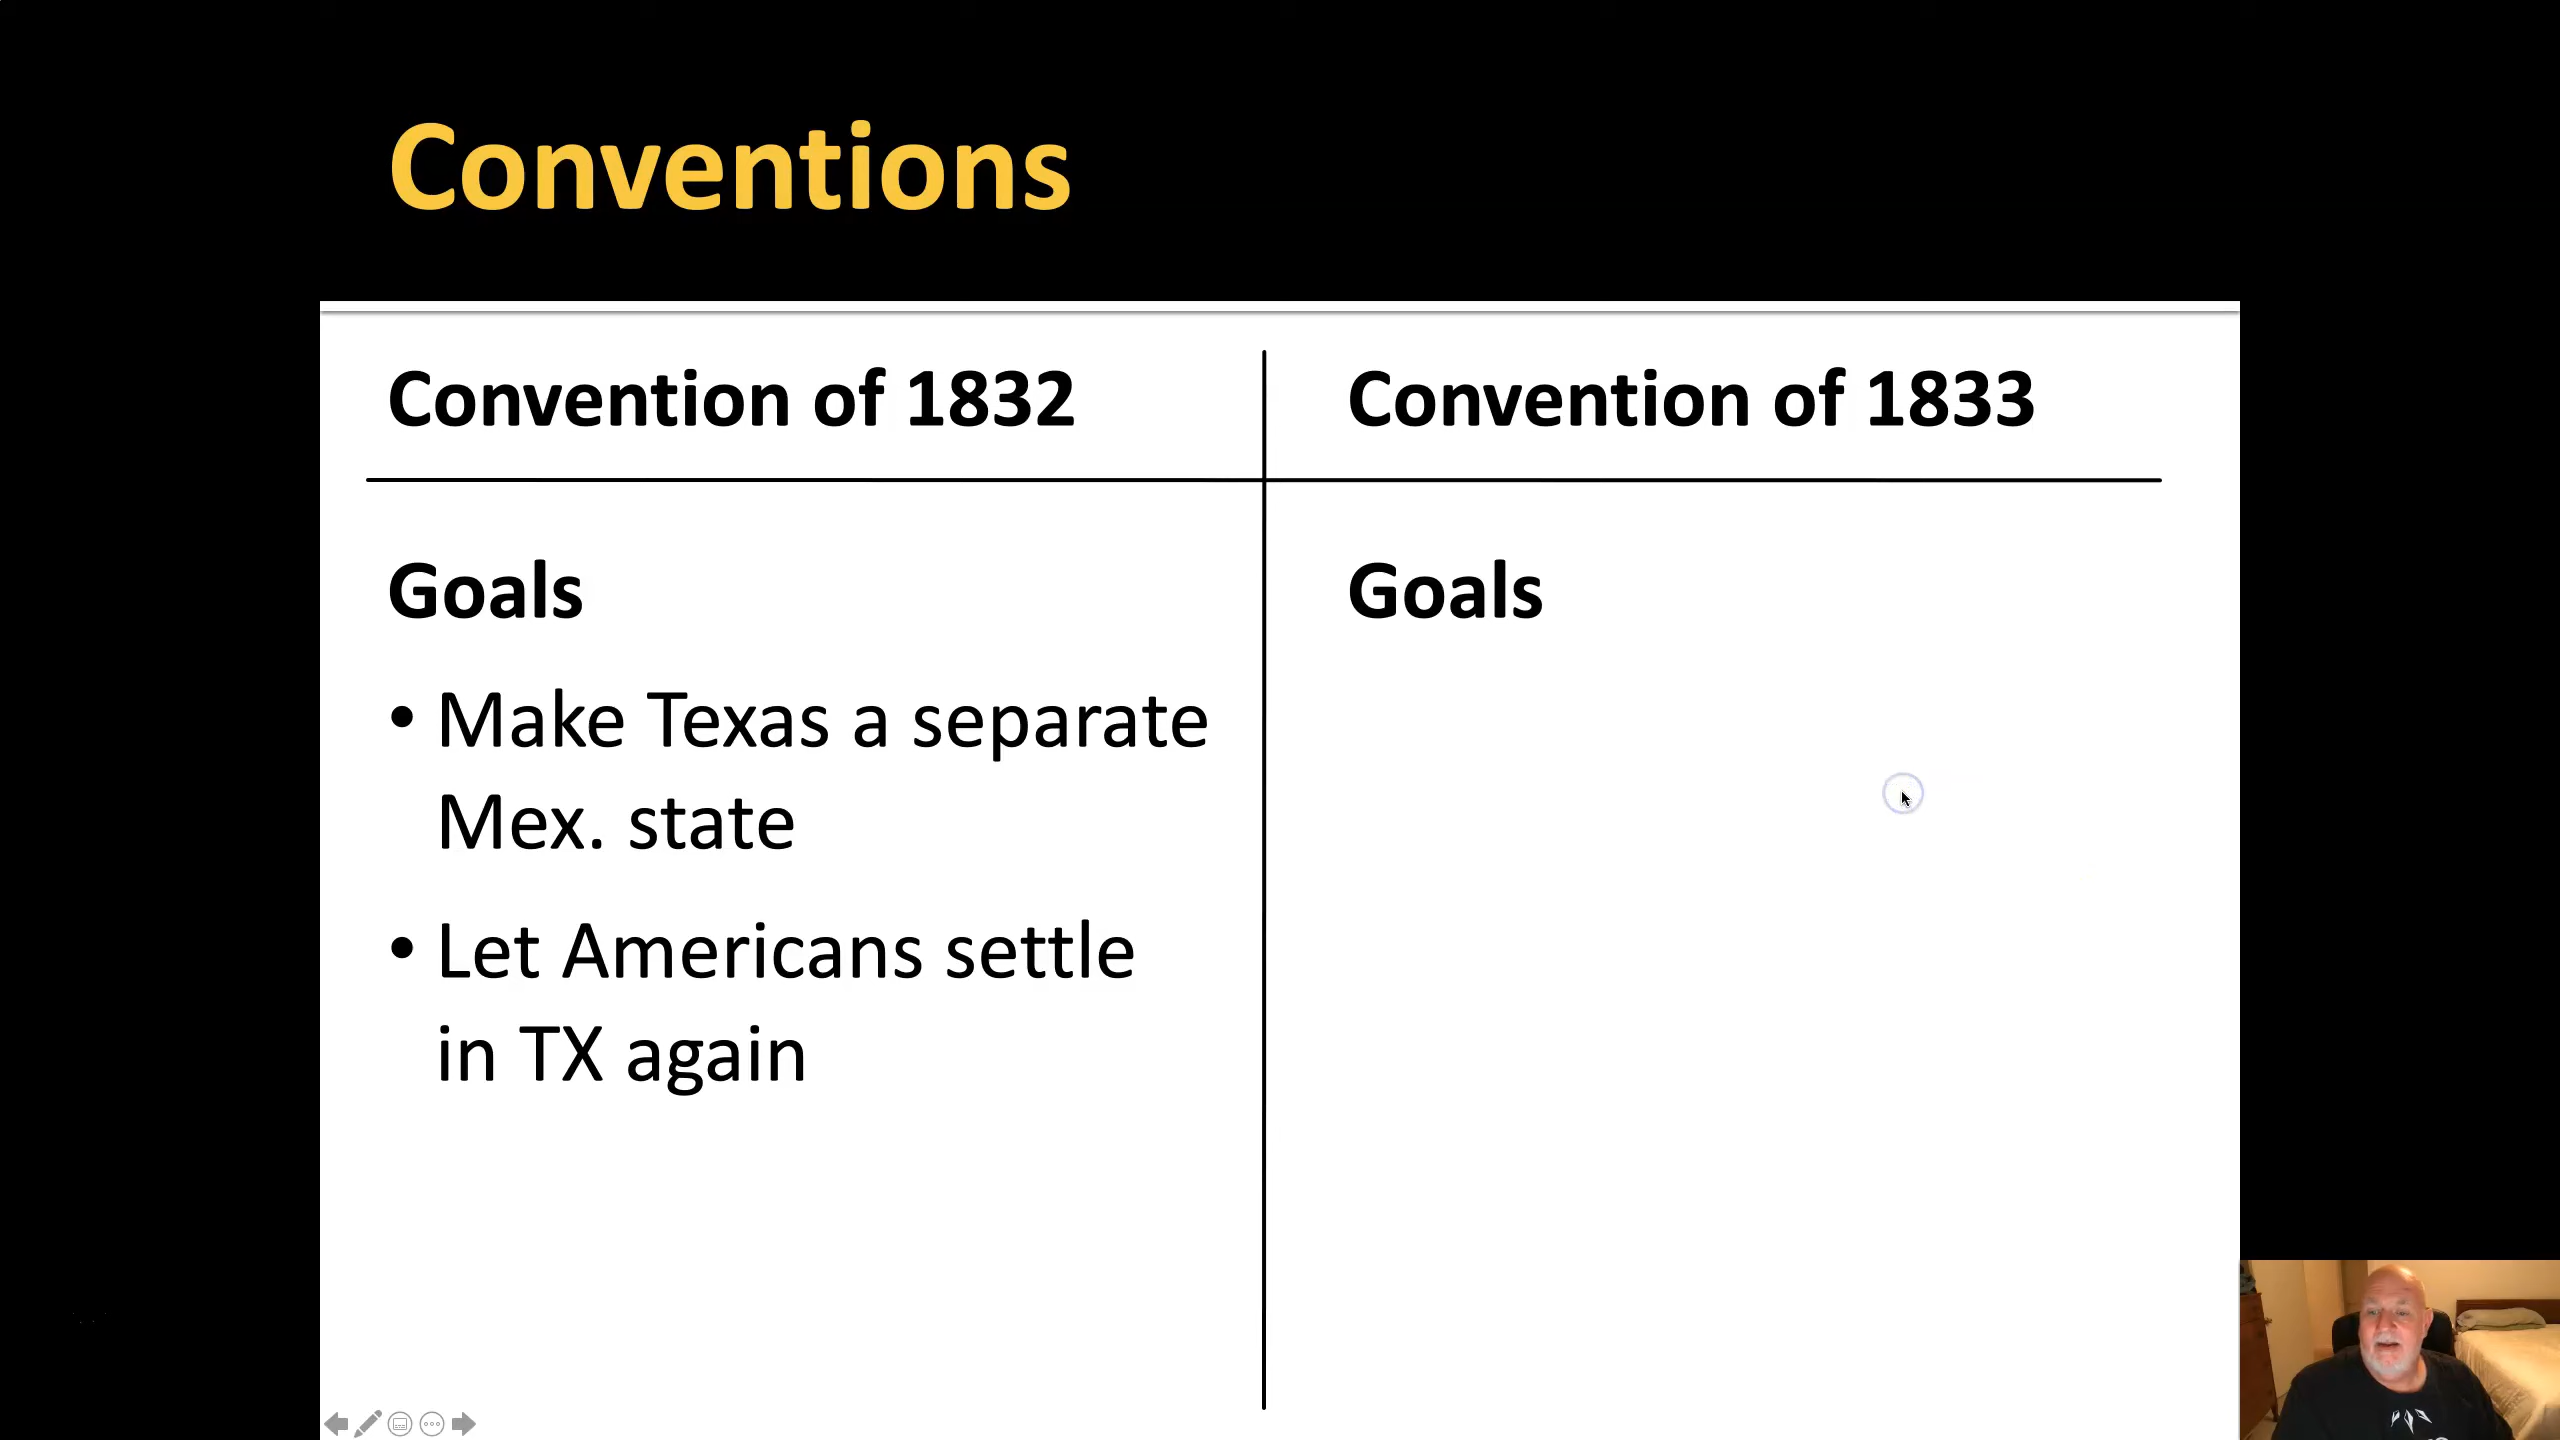 Conventions
Convention of 1832
Convention of 1833
Goals
• Make Texas a separate
Mex. state
• Let Americans settle
in TX again
Goals